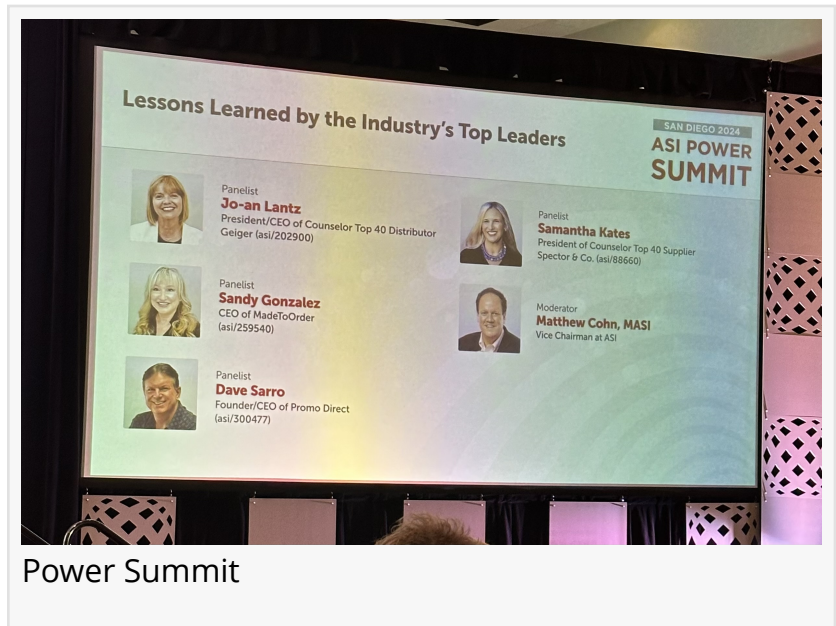 Lessons Learned by the Industry's Top Leaders
SAN DIEGO 2024
ASI POWER
SUMMIT
Panelist
Jo-an Lantz
President/CEO of Counselor Top 40 Distributor
Geiger (asi/202900)
Panelist
Sandy Gonzalez
CEO of MadeToOrder
(asi/259540)
Panelist
Dave Sarro
Founder/CEO of Promo Direct
(asi/300477)
Panelist
Samantha Kates
President of Counselor Top 40 Supplier
Spector & Co. (asi/88660)
Moderator
Matthew Cohn, MASI
Vice Chairman at ASI
Power Summit